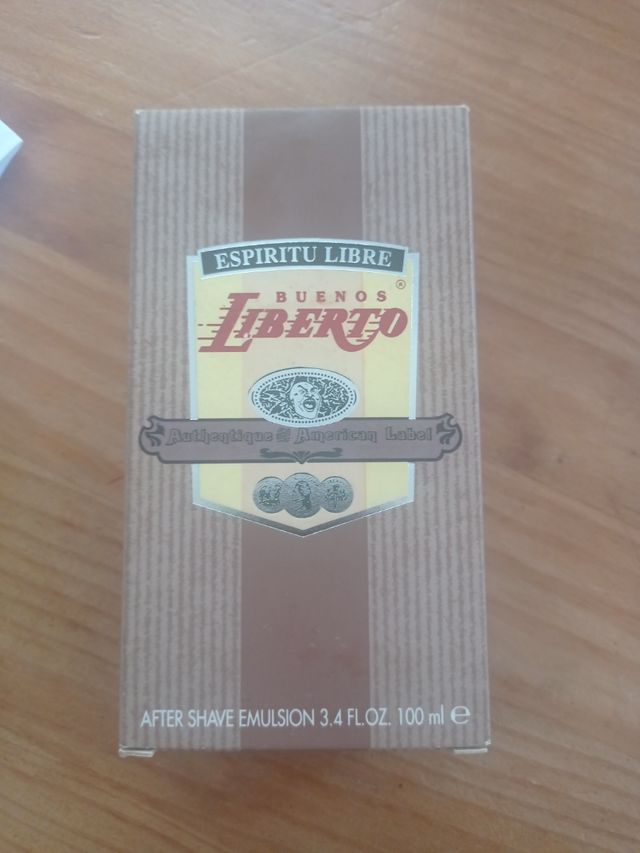 ESPIRITU LIBRE
BUENOS ®
LIBERTO
Authentique & American Label
AFTER SHAVE EMULSION 3.4 FL.OZ. 100 ml ℮